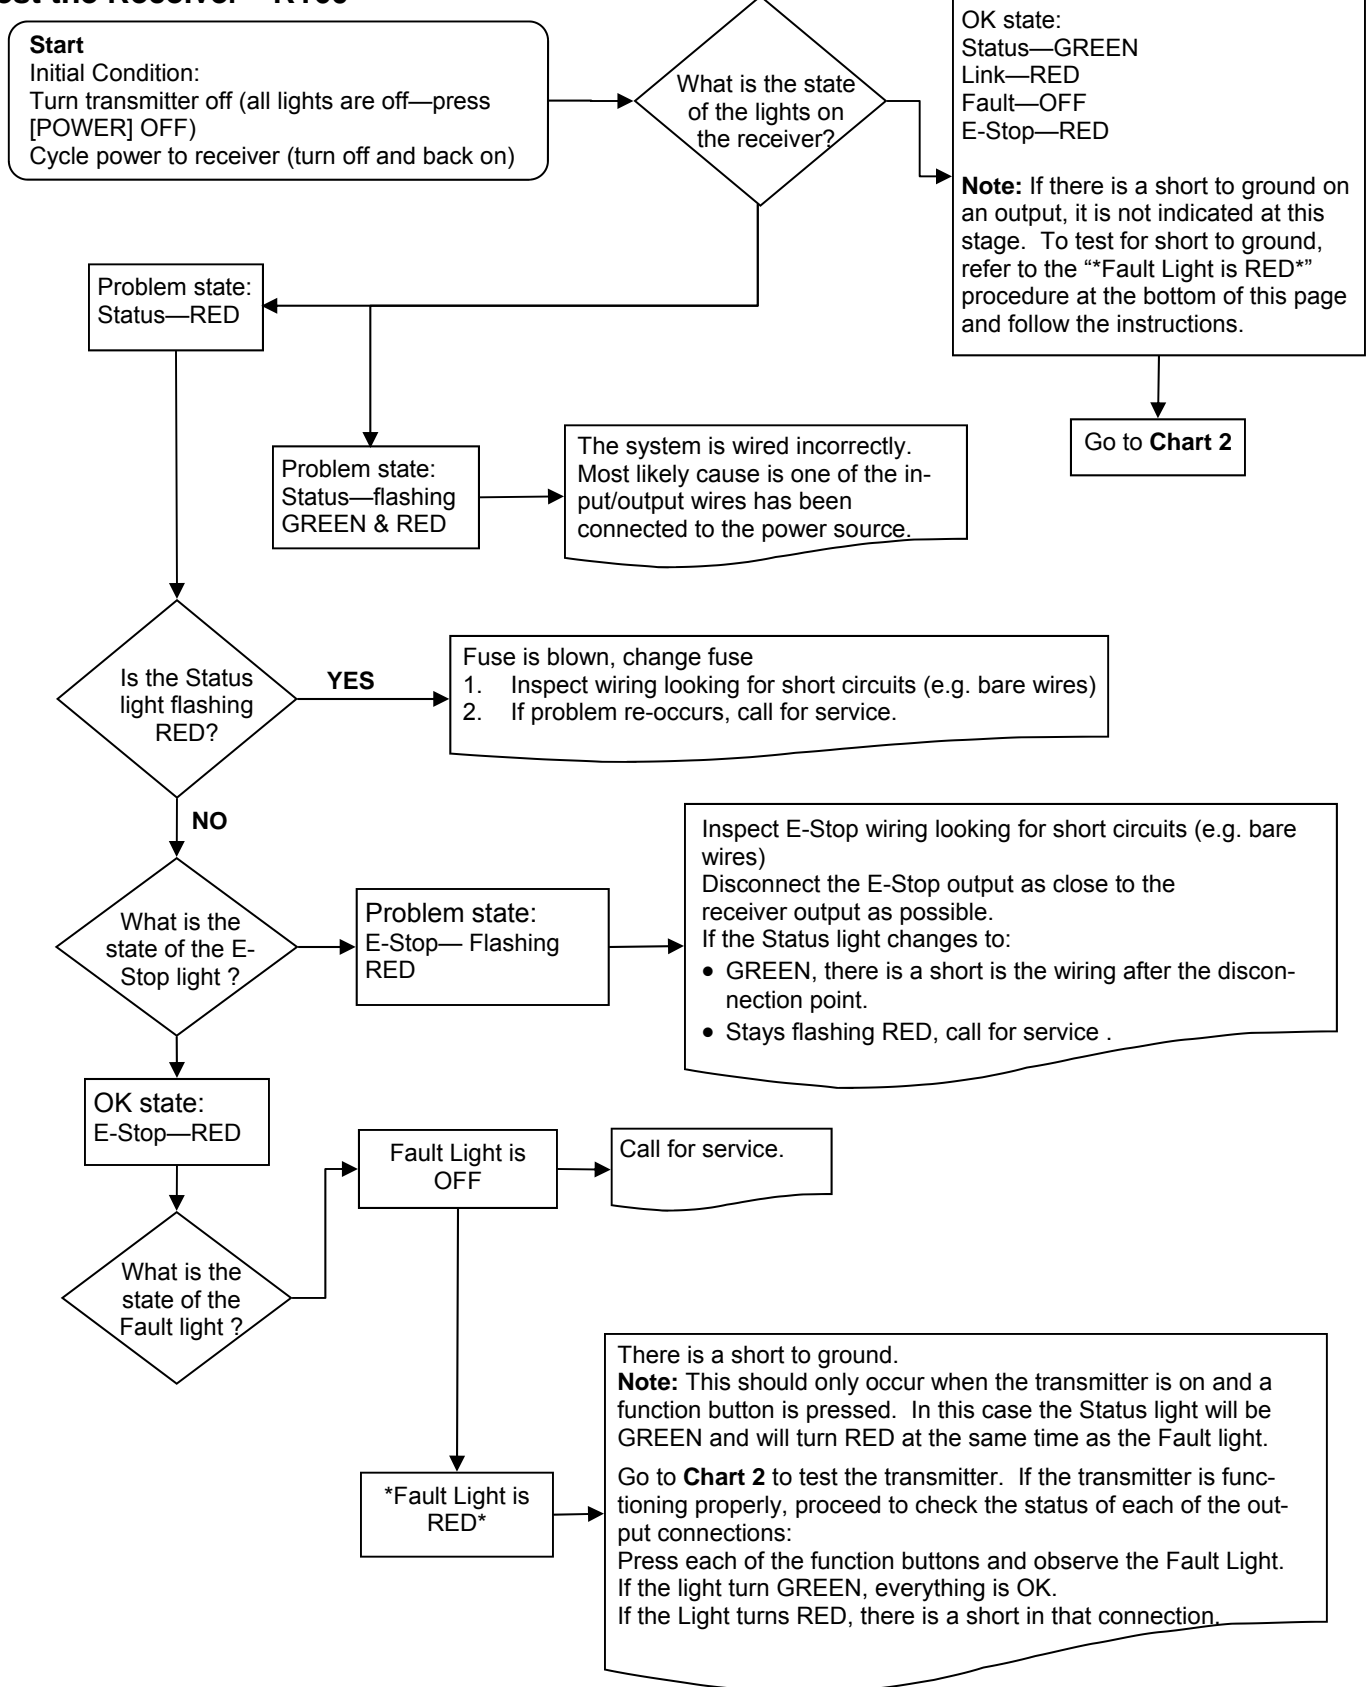 Start
Initial Condition:
Turn transmitter off (all lights are off—press
[POWER] OFF)
Cycle power to receiver (turn off and back on)
What is the state
of the lights on
the receiver?
OK state:
Status—GREEN
Link—RED
Fault—OFF
E-Stop—RED
Note: If there is a short to ground on
an output, it is not indicated at this
stage. To test for short to ground,
refer to the “*Fault Light is RED*”
procedure at the bottom of this page
and follow the instructions.
Go to Chart 2
Problem state:
Status—RED
Problem state:
Status—flashing
GREEN & RED
The system is wired incorrectly.
Most likely cause is one of the in-
put/output wires has been
connected to the power source.
Is the Status
light flashing
RED?
YES
Fuse is blown, change fuse
1. Inspect wiring looking for short circuits (e.g. bare wires)
2. If problem re-occurs, call for service.
NO
What is the
state of the E-
Stop light ?
Problem state:
E-Stop— Flashing
RED
Inspect E-Stop wiring looking for short circuits (e.g. bare
wires)
Disconnect the E-Stop output as close to the
receiver output as possible.
If the Status light changes to:
• GREEN, there is a short is the wiring after the discon-
nection point.
• Stays flashing RED, call for service .
OK state:
E-Stop—RED
Fault Light is
OFF
Call for service.
What is the
state of the
Fault light ?
*Fault Light is
RED*
There is a short to ground.
Note: This should only occur when the transmitter is on and a
function button is pressed. In this case the Status light will be
GREEN and will turn RED at the same time as the Fault light.
Go to Chart 2 to test the transmitter. If the transmitter is func-
tioning properly, proceed to check the status of each of the out-
put connections:
Press each of the function buttons and observe the Fault Light.
If the light turn GREEN, everything is OK.
If the Light turns RED, there is a short in that connection.